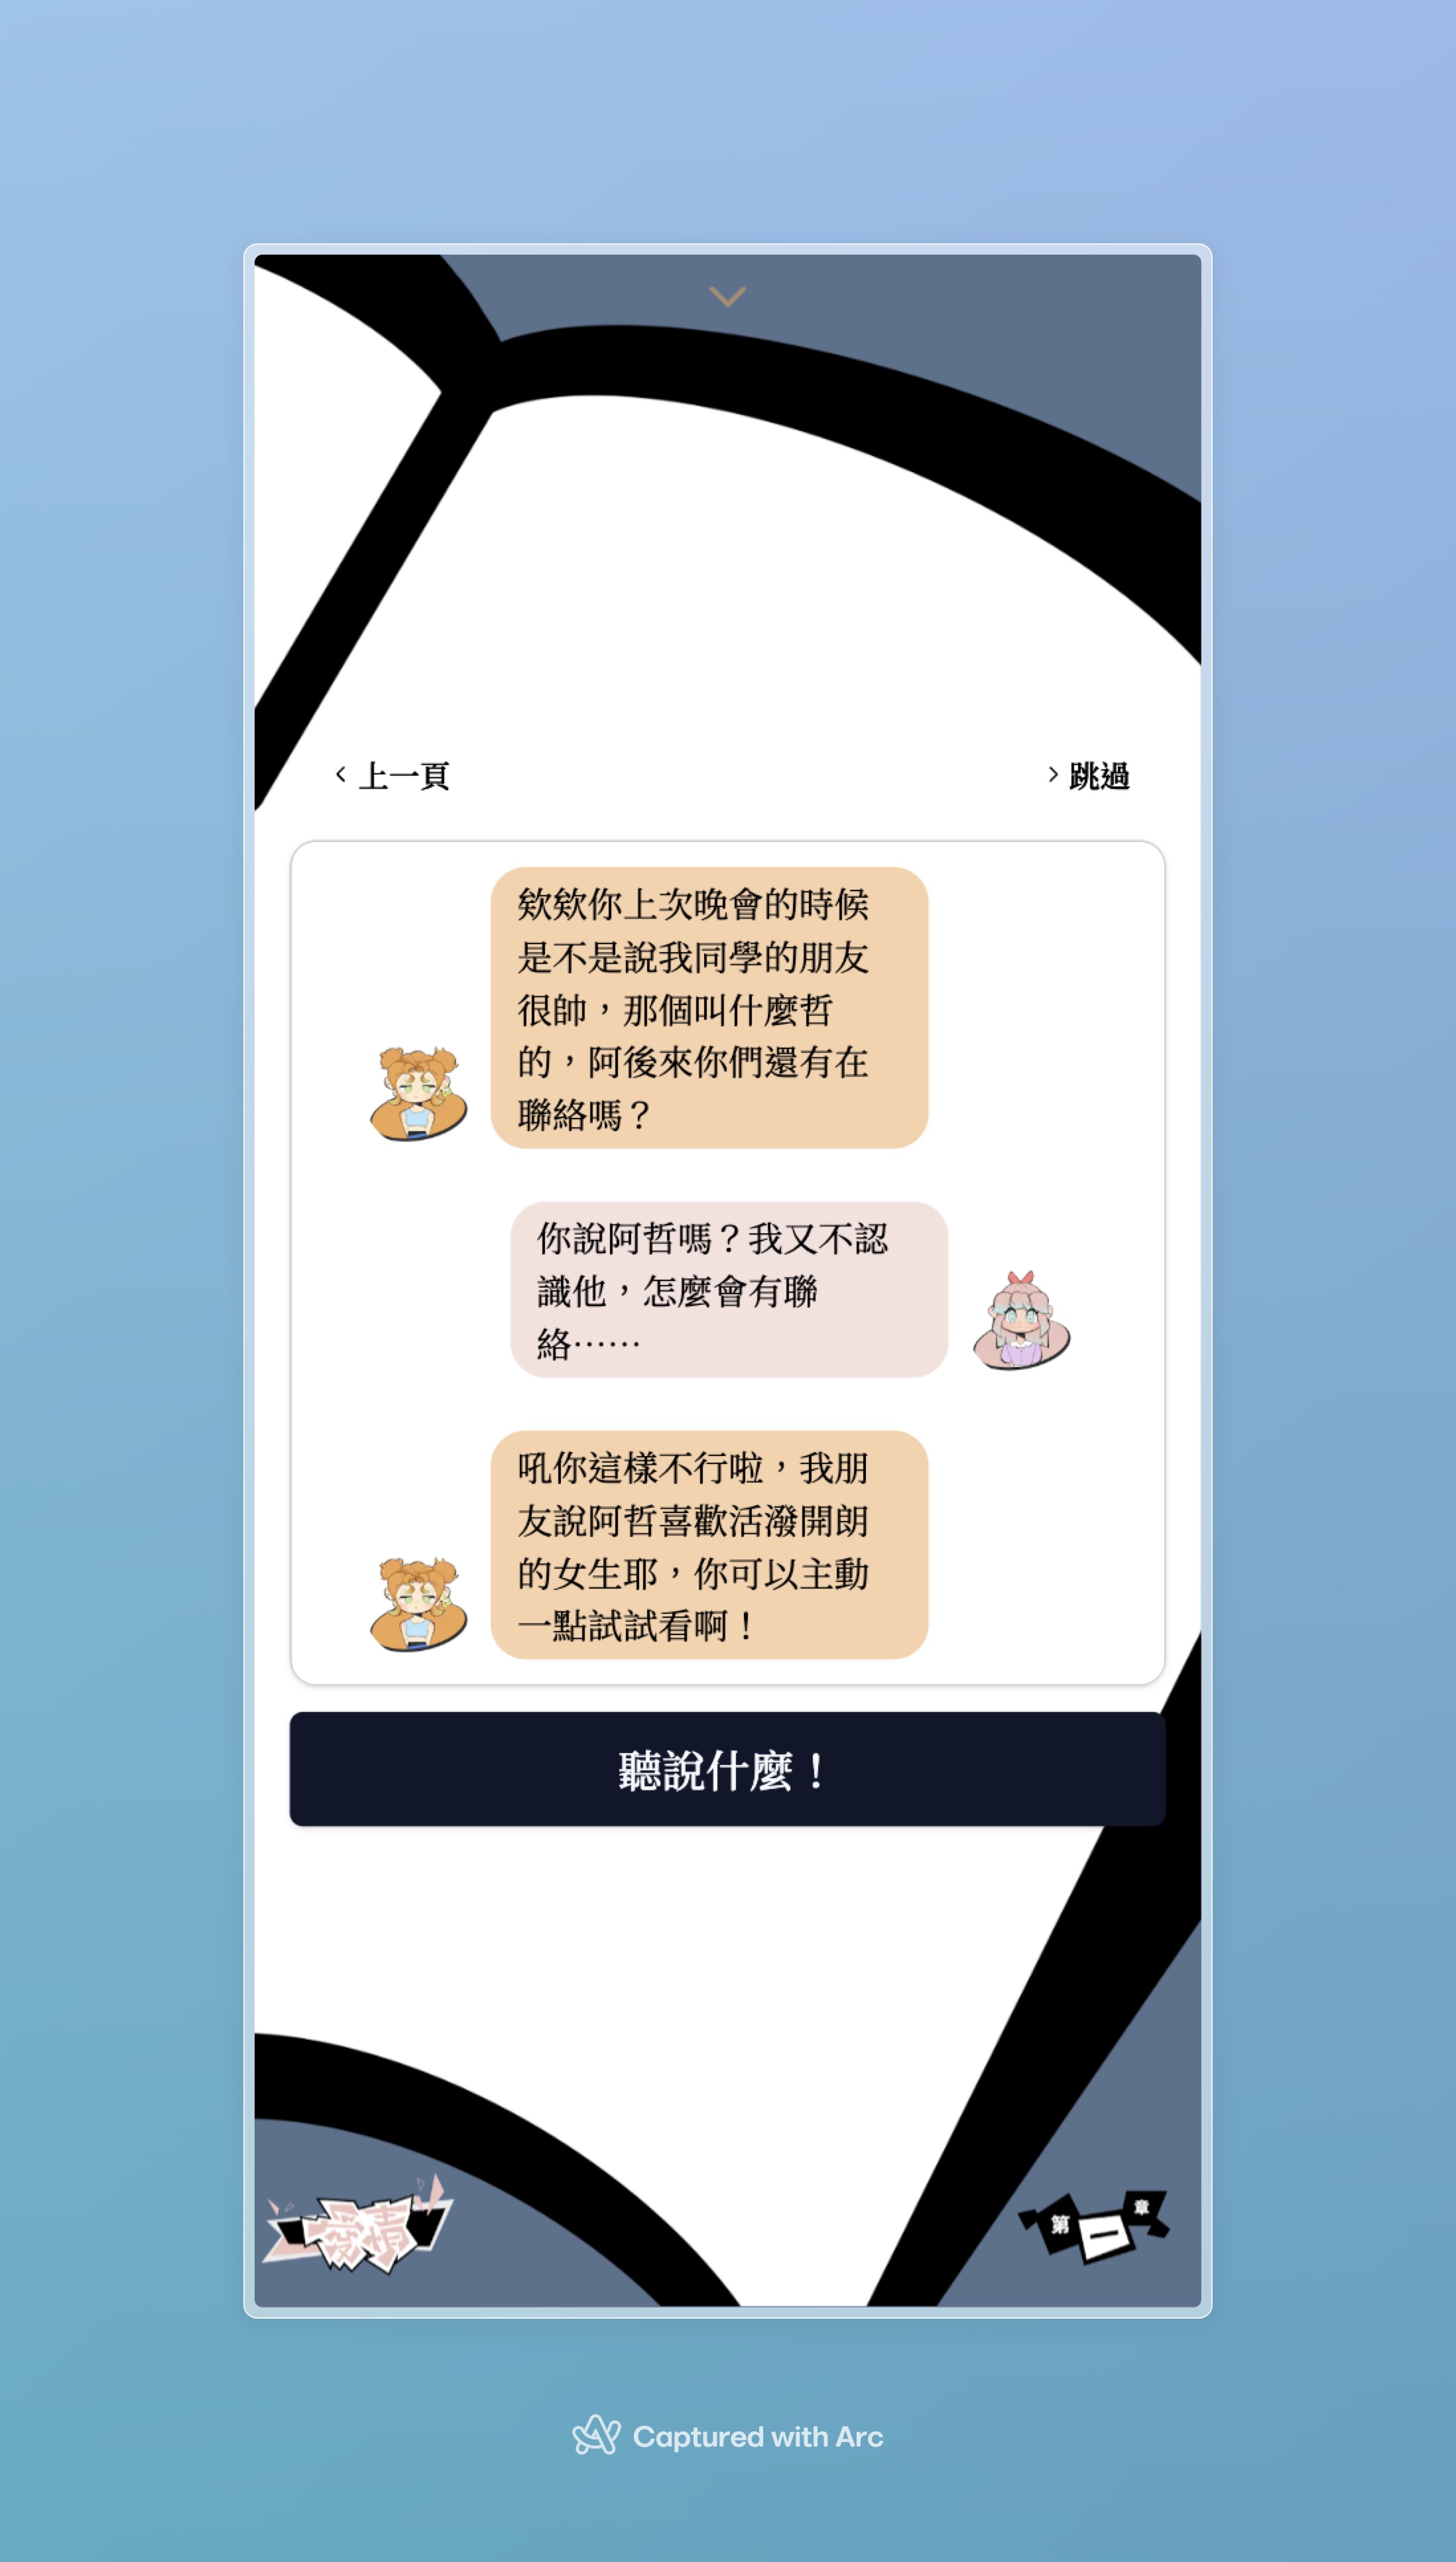 上一頁
跳過
欸欸你上次晚會的時候
是不是說我同學的朋友
很帥，那個叫什麼哲
的，阿後來你們還有在
聯絡嗎？
你說阿哲嗎？我又不認
識他，怎麼會有聯
絡⋯⋯
吼你這樣不行啦，我朋
友說阿哲喜歡活潑開朗
的女生耶，你可以主動
一點試試看啊！
聽說什麼！
愛情
第一章
Captured with Arc